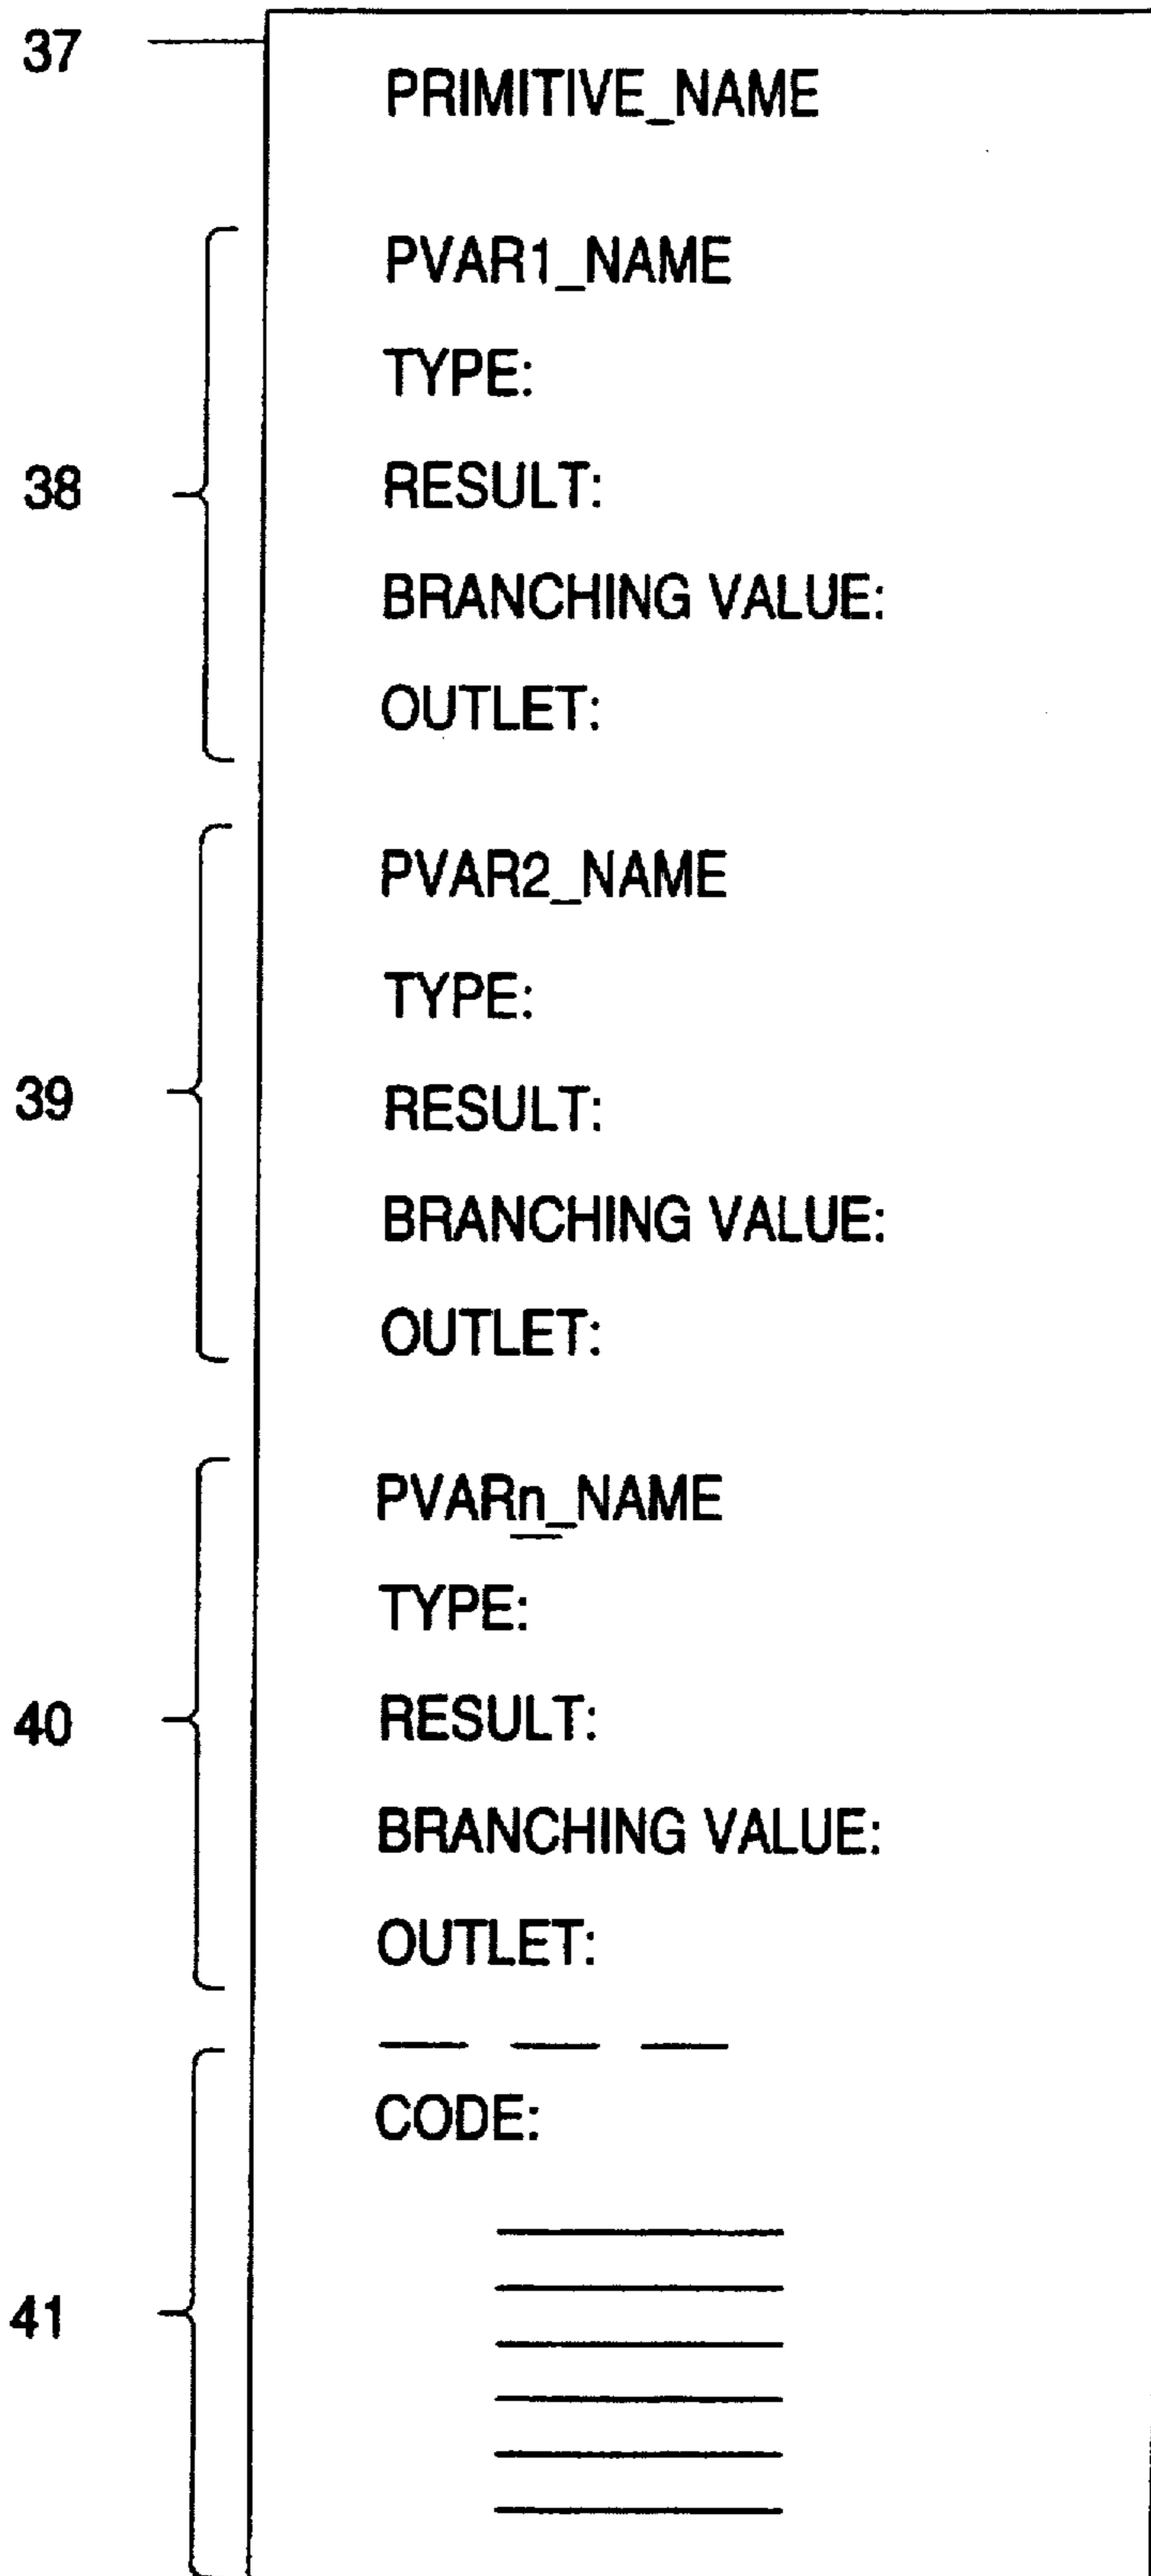 37
PRIMITIVE_NAME
38
PVAR1_NAME
TYPE:
RESULT:
BRANCHING VALUE:
OUTLET:
39
PVAR2_NAME
TYPE:
RESULT:
BRANCHING VALUE:
OUTLET:
40
PVARn_NAME
TYPE:
RESULT:
BRANCHING VALUE:
OUTLET:
41
CODE: